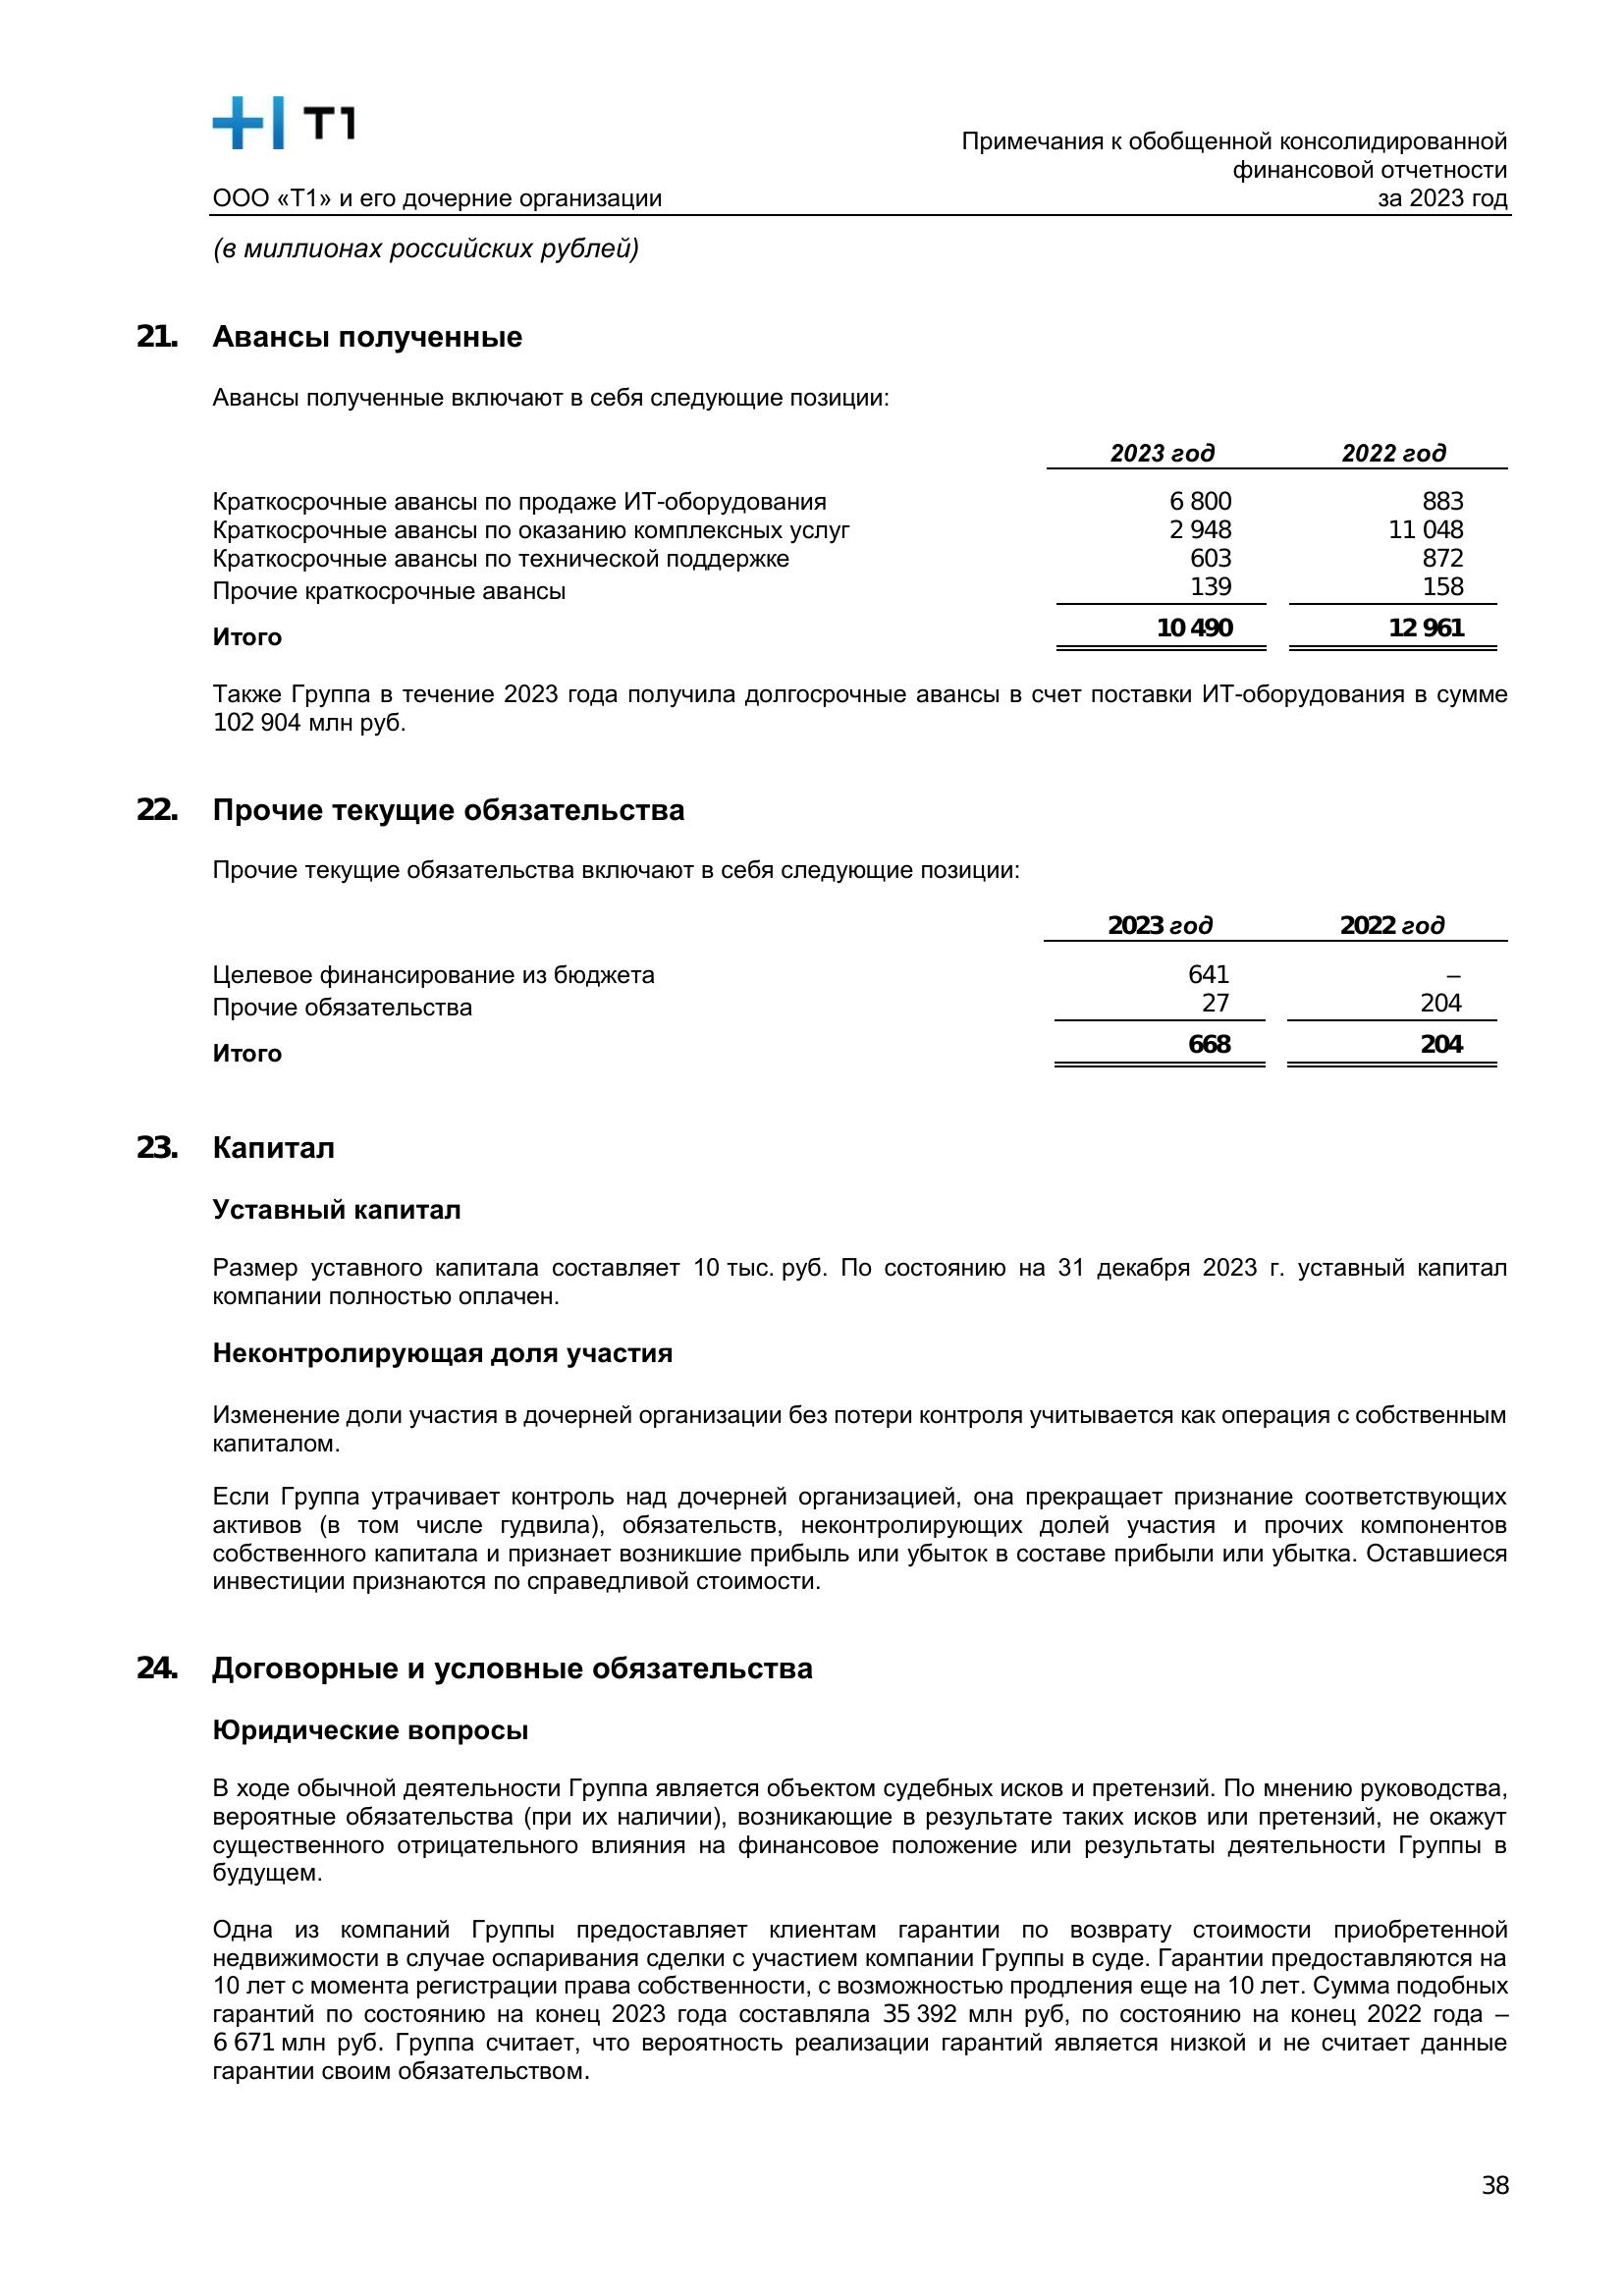 T1
Примечания к обобщенной консолидированной
финансовой отчетности
ООО «Т1» и его дочерние организации за 2023 год
(в миллионах российских рублей)
21. Авансы полученные
Авансы полученные включают в себя следующие позиции:
2023 год 2022 год
Краткосрочные авансы по продаже ИТ-оборудования 6 800 883
Краткосрочные авансы по оказанию комплексных услуг 2 948 11 048
Краткосрочные авансы по технической поддержке 603 872
Прочие краткосрочные авансы 139 158
Итого 10 490 12 961
Также Группа в течение 2023 года получила долгосрочные авансы в счет поставки ИТ-оборудования в сумме
102 904 млн руб.
22. Прочие текущие обязательства
Прочие текущие обязательства включают в себя следующие позиции:
2023 год 2022 год
Целевое финансирование из бюджета 641 –
Прочие обязательства 27 204
Итого 668 204
23. Капитал
Уставный капитал
Размер уставного капитала составляет 10 тыс. руб. По состоянию на 31 декабря 2023 г. уставный капитал
компании полностью оплачен.
Неконтролирующая доля участия
Изменение доли участия в дочерней организации без потери контроля учитывается как операция с собственным
капиталом.
Если Группа утрачивает контроль над дочерней организацией, она прекращает признание соответствующих
активов (в том числе гудвила), обязательств, неконтролирующих долей участия и прочих компонентов
собственного капитала и признает возникшие прибыль или убыток в составе прибыли или убытка. Оставшиеся
инвестиции признаются по справедливой стоимости.
24. Договорные и условные обязательства
Юридические вопросы
В ходе обычной деятельности Группа является объектом судебных исков и претензий. По мнению руководства,
вероятные обязательства (при их наличии), возникающие в результате таких исков или претензий, не окажут
существенного отрицательного влияния на финансовое положение или результаты деятельности Группы в
будущем.
Одна из компаний Группы предоставляет клиентам гарантии по возврату стоимости приобретенной
недвижимости в случае оспаривания сделки с участием компании Группы в суде. Гарантии предоставляются на
10 лет с момента регистрации права собственности, с возможностью продления еще на 10 лет. Сумма подобных
гарантий по состоянию на конец 2023 года составляла 35 392 млн руб, по состоянию на конец 2022 года –
6 671 млн руб. Группа считает, что вероятность реализации гарантий является низкой и не считает данные
гарантии своим обязательством.
38